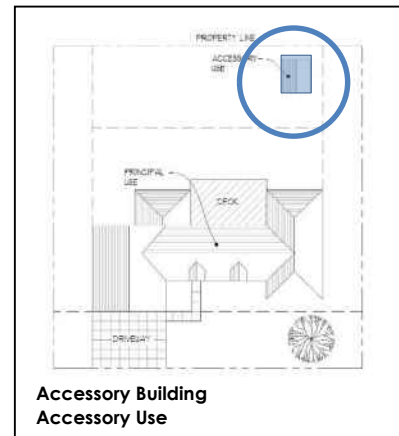 PROPERTY LINE
ACCESSORY
USE
PRINCIPAL
USE
DECK
DRIVEWAY
Accessory Building
Accessory Use